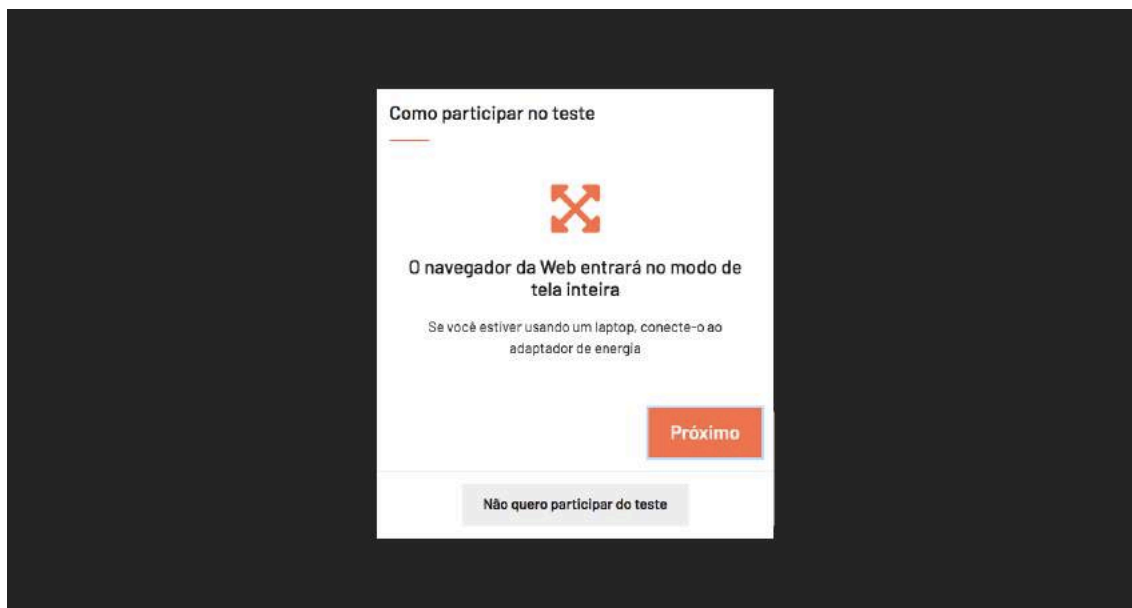 Como participar no teste
O navegador da Web entrará no modo de
tela inteira
Se você estiver usando um laptop, conecte-o ao
adaptador de energia
Próximo
Não quero participar do teste